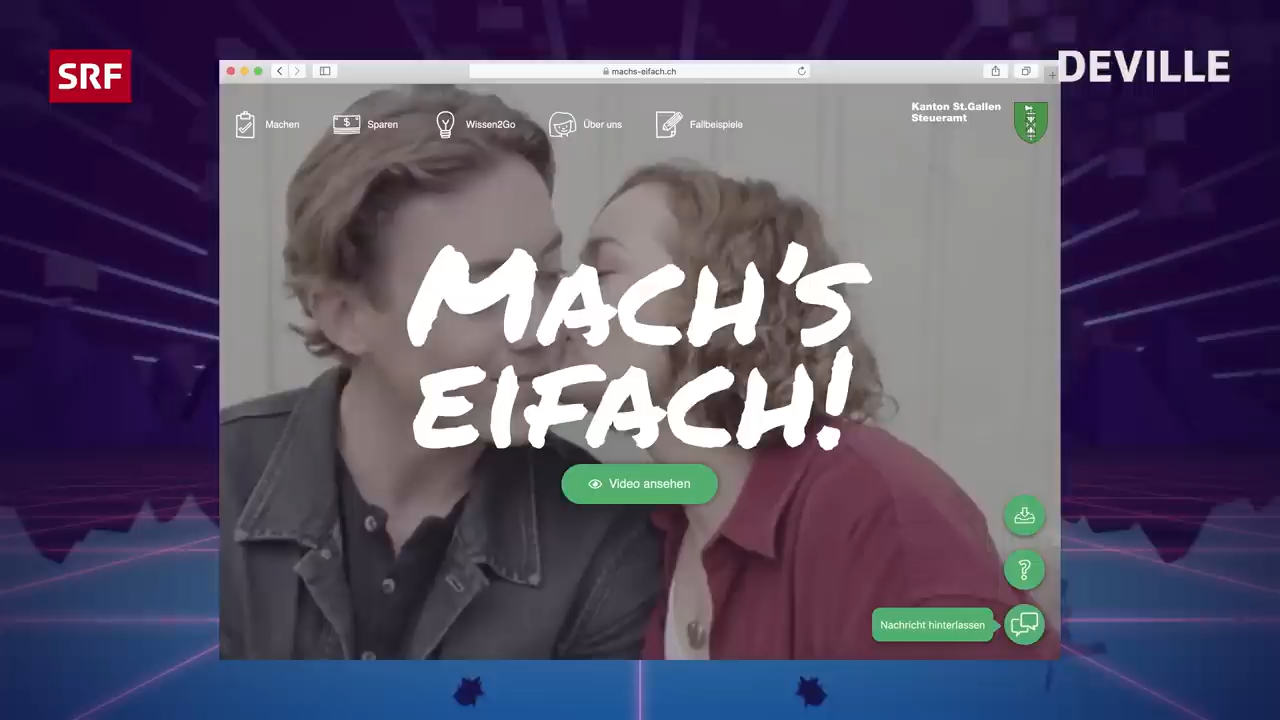 SRF
DEVILLE
machs-eifach.ch
Machen
Sparen
Wissen2Go
Über uns
Fallbeispiele
Kanton St.Gallen
Steueramt
MACH'S
EIFACH!
Video ansehen
Nachricht hinterlassen